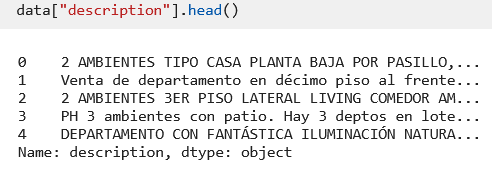 data["description"].head()
0    2 AMBIENTES TIPO CASA PLANTA BAJA POR PASILLO,...
1    Venta de departamento en décimo piso al frente...
2    2 AMBIENTES 3ER PISO LATERAL LIVING COMEDOR AM...
3    PH 3 ambientes con patio. Hay 3 deptos en lote...
4    DEPARTAMENTO CON FANTÁSTICA ILUMINACIÓN NATURA...
Name: description, dtype: object